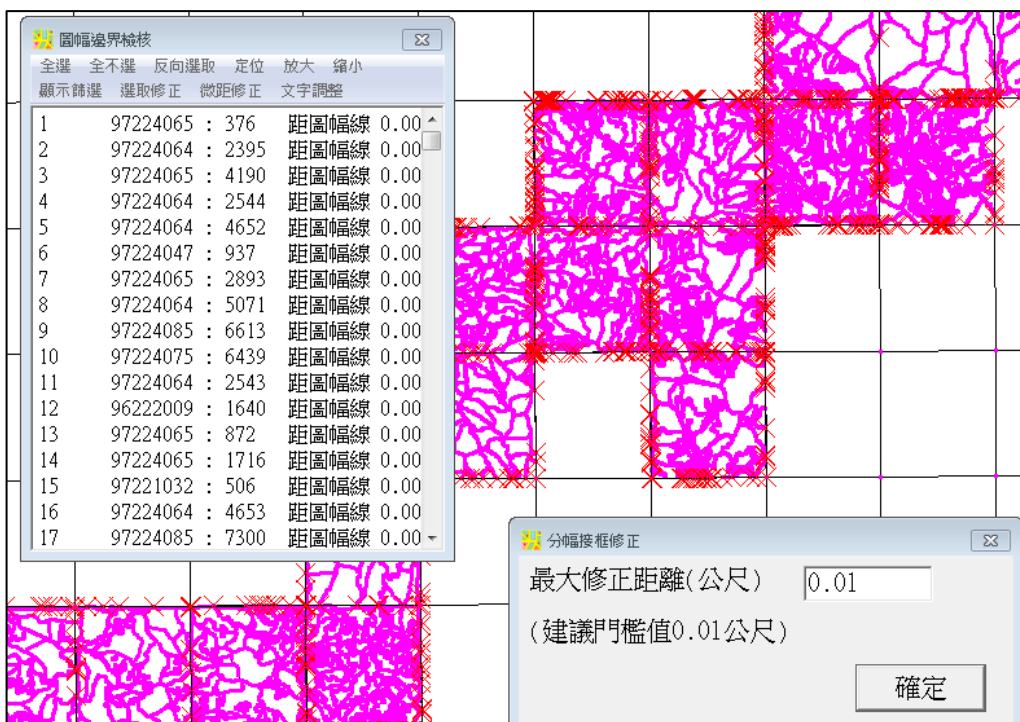 圖幅邊界檢核
全選 全不選 反向選取 定位 放大 縮小
顯示篩選 選取修正 微距修正 文字調整
1 97224065 : 376 距圖幅線 0.00
2 97224064 : 2395 距圖幅線 0.00
3 97224065 : 4190 距圖幅線 0.00
4 97224064 : 2544 距圖幅線 0.00
5 97224064 : 4652 距圖幅線 0.00
6 97224047 : 937 距圖幅線 0.00
7 97224065 : 2893 距圖幅線 0.00
8 97224064 : 5071 距圖幅線 0.00
9 97224085 : 6613 距圖幅線 0.00
10 97224075 : 6439 距圖幅線 0.00
11 97224064 : 2543 距圖幅線 0.00
12 96222009 : 1640 距圖幅線 0.00
13 97224065 : 872 距圖幅線 0.00
14 97224065 : 1716 距圖幅線 0.00
15 97221032 : 506 距圖幅線 0.00
16 97224064 : 4653 距圖幅線 0.00
17 97224085 : 7300 距圖幅線 0.00
分幅接框修正
最大修正距離(公尺) 0.01
(建議門檻值0.01公尺)
確定